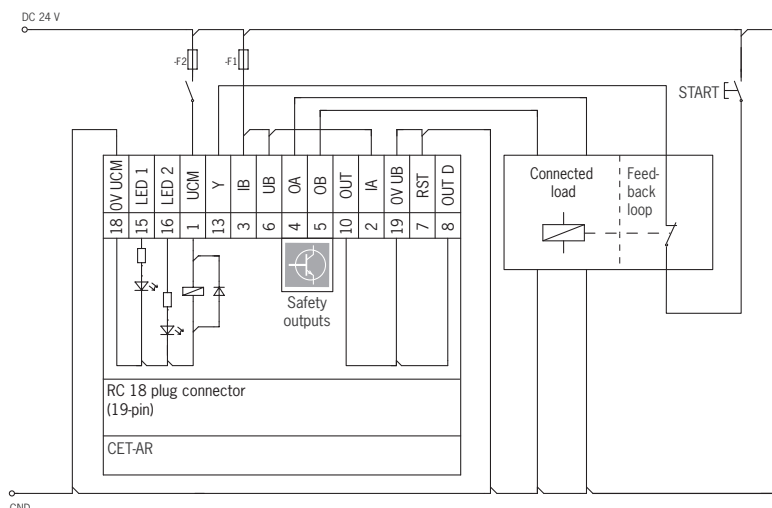 DC 24 V
-F2
-F1
START
0V UCM
LED 1
LED 2
UCM
Y
IB
UB
OA
OB
OUT
IA
0V UB
RST
OUT D
18
15
16
1
13
3
6
4
5
10
2
19
7
8
Connected
load
Feed-
back
loop
Safety
outputs
RC 18 plug connector
(19-pin)
CET-AR
GND